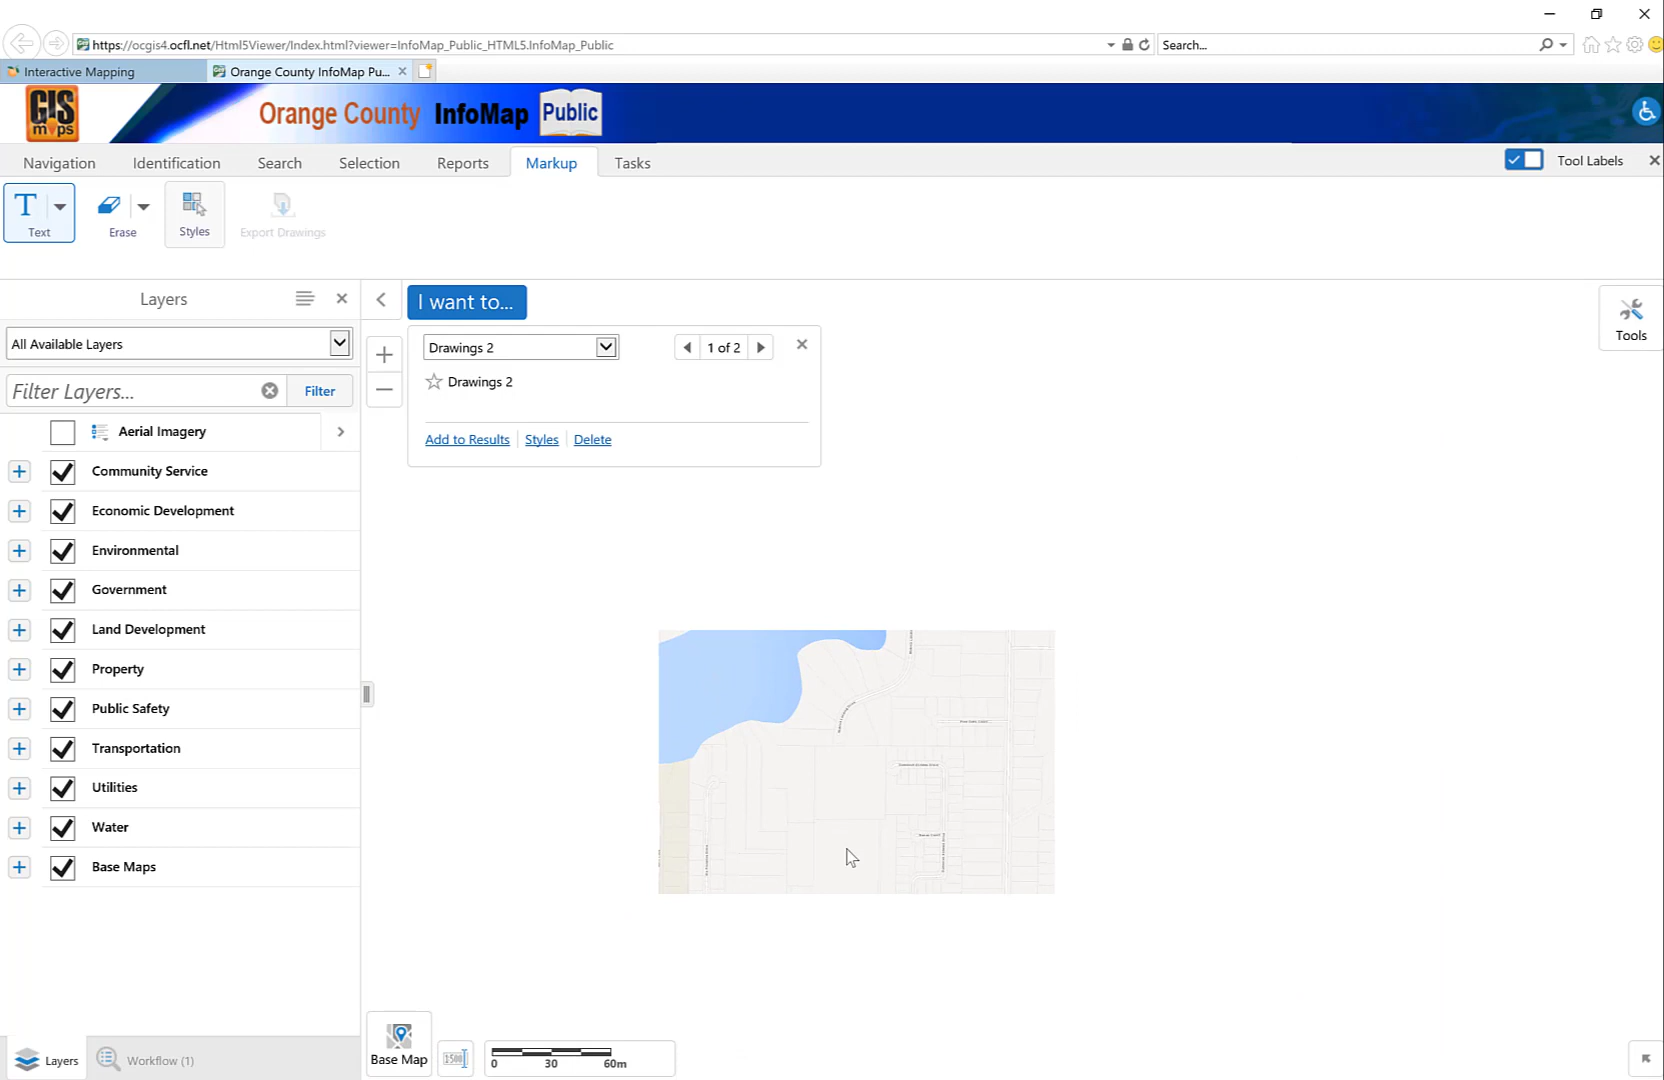 https://ocgis4.ocfl.net/Html5Viewer/Index.html?viewer=InfoMap_Public_HTML5.InfoMap_Public
Search...
Interactive Mapping
Orange County InfoMap Pu...
GIS
maps
Orange County InfoMap Public
Navigation
Identification
Search
Selection
Reports
Markup
Tasks
Tool Labels
T
Text
Erase
Styles
Export Drawings
Layers
I want to...
Tools
All Available Layers
Drawings 2
1 of 2
Filter Layers...
Filter
Drawings 2
Add to Results
Styles
Delete
Aerial Imagery
Community Service
Economic Development
Environmental
Government
Land Development
Property
Public Safety
Transportation
Utilities
Water
Base Maps
Base Map
1500
0 30 60m
Layers
Workflow (1)